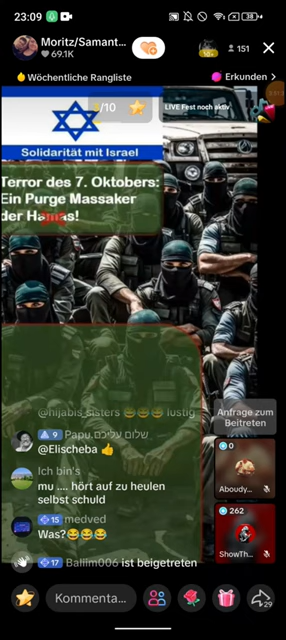 23:09
38
Moritz/Samant...
69.1K
151
Wöchentliche Rangliste
Erkunden >
/10
LIVE Fest noch aktiv
Solidarität mit Israel
Terror des 7. Oktobers:
Ein Purge Massaker
der Hamas!
@hijabis_sisters 😂😂😂 lustig
Anfrage zum
Beitreten
9 Papu שלום עליכם
@Elischeba 👍
0
Aboudy...
Ich bin's
mu .... hört auf zu heulen
selbst schuld
262
15 medved
Was?😂😂😂
ShowTh...
17 Ballim006 ist beigetreten
Kommenta...
29